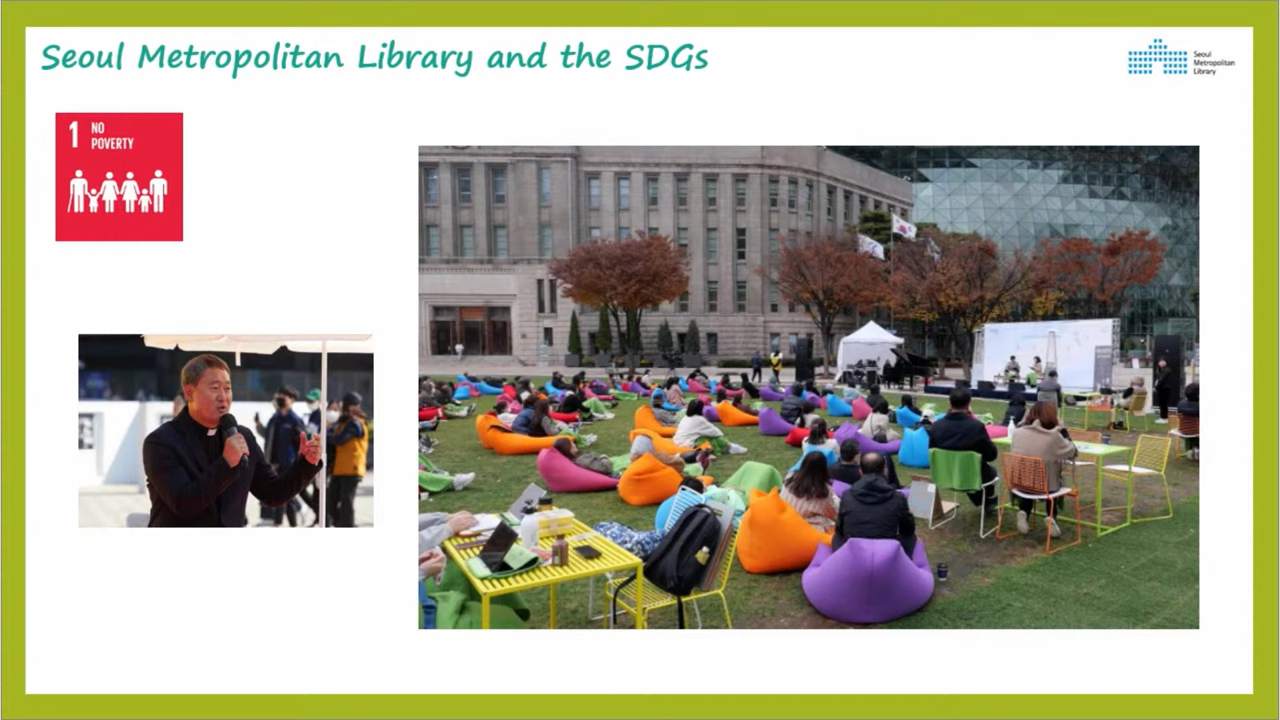 Seoul Metropolitan Library and the SDGs
Seoul
Metropolitan
Library
1 NO
POVERTY